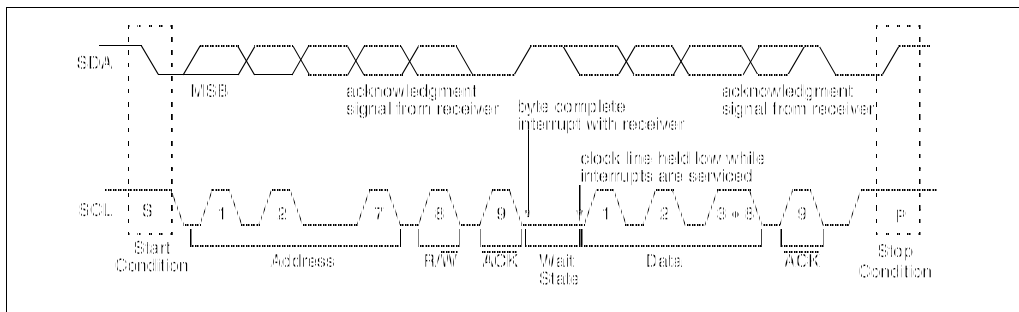 SDA
MSB
acknowledgment
signal from receiver
byte complete
interrupt with receiver
acknowledgment
signal from receiver
clock line held low while
interrupts are serviced
SCL
S
1
2
7
8
9
1
2
3 - 8
9
P
Start
Condition
Address
R/W
ACK
Wait
State
Data
ACK
Stop
Condition